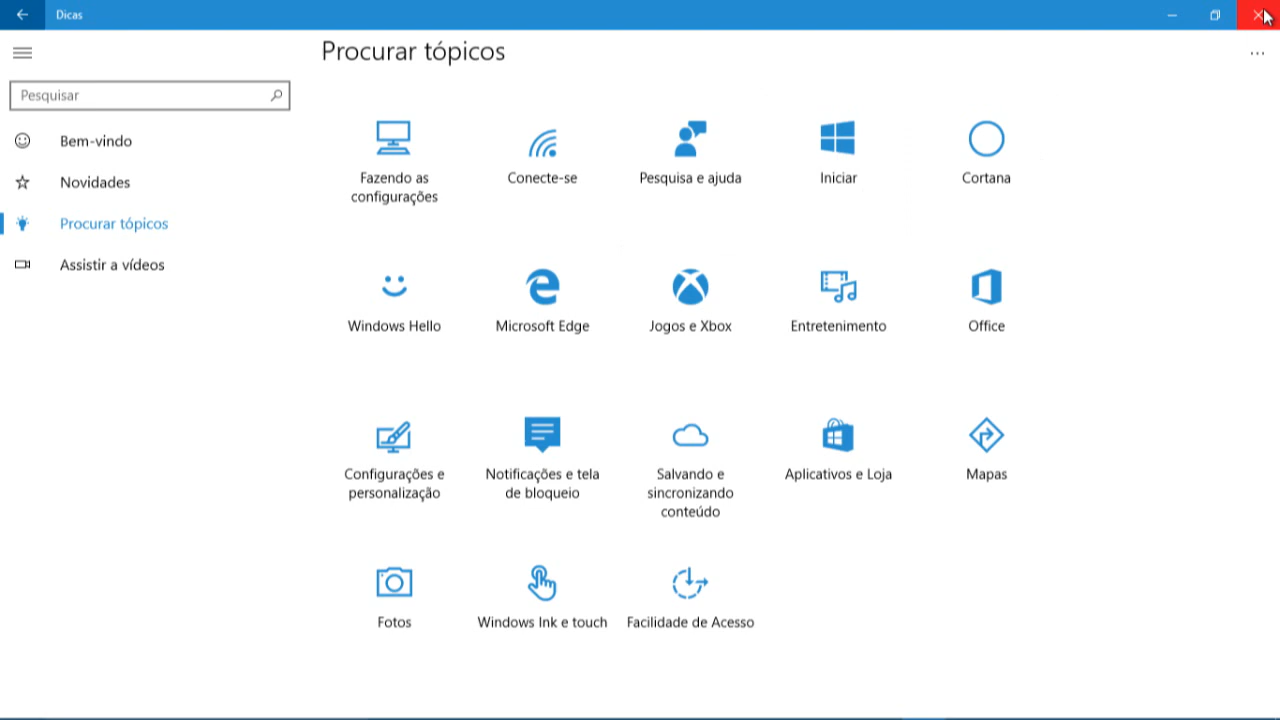 Dicas
Procurar tópicos
Pesquisar
Bem-vindo
Novidades
Procurar tópicos
Assistir a vídeos
Fazendo as
configurações
Conecte-se
Pesquisa e ajuda
Iniciar
Cortana
Windows Hello
Microsoft Edge
Jogos e Xbox
Entretenimento
Office
Configurações e
personalização
Notificações e tela
de bloqueio
Salvando e
sincronizando
conteúdo
Aplicativos e Loja
Mapas
Fotos
Windows Ink e touch
Facilidade de Acesso